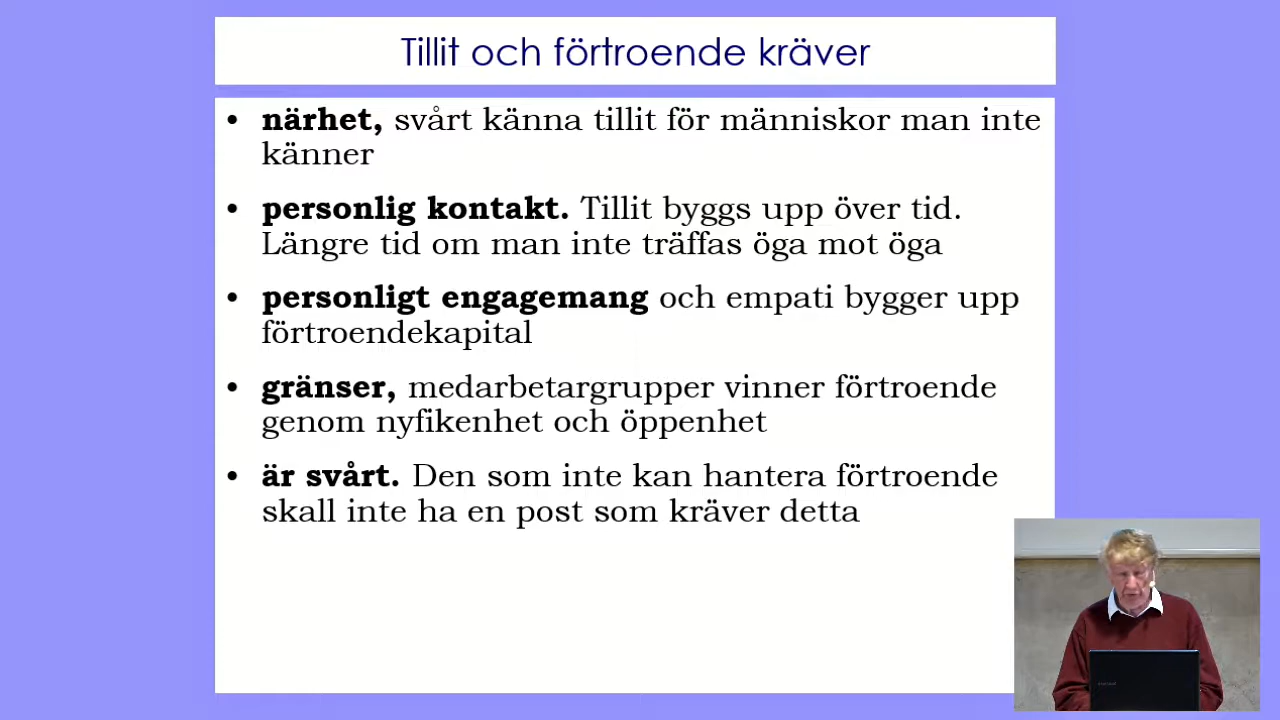 Tillit och förtroende kräver
• närhet, svårt känna tillit för människor man inte
känner
• personlig kontakt. Tillit byggs upp över tid.
Längre tid om man inte träffas öga mot öga
• personligt engagemang och empati bygger upp
förtroendekapital
• gränser, medarbetargrupper vinner förtroende
genom nyfikenhet och öppenhet
• är svårt. Den som inte kan hantera förtroende
skall inte ha en post som kräver detta